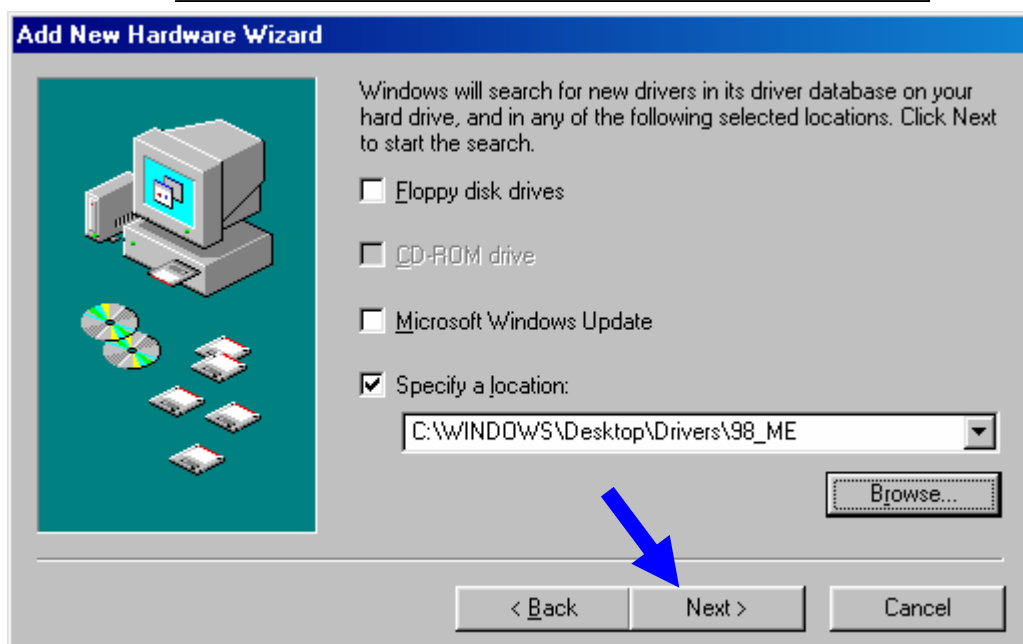 Add New Hardware Wizard
Windows will search for new drivers in its driver database on your
hard drive, and in any of the following selected locations. Click Next
to start the search.
Floppy disk drives
CD-ROM drive
Microsoft Windows Update
Specify a location:
C:\WINDOWS\Desktop\Drivers\98_ME
Browse...
< Back
Next >
Cancel